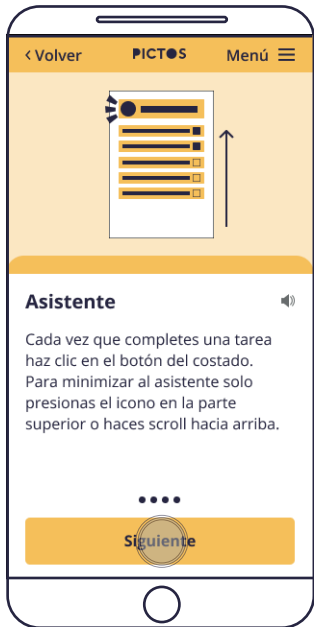 < Volver PICTOS Menú
Asistente
Cada vez que completes una tarea
haz clic en el botón del costado.
Para minimizar al asistente solo
presionas el icono en la parte
superior o haces scroll hacia arriba.
Siguiente